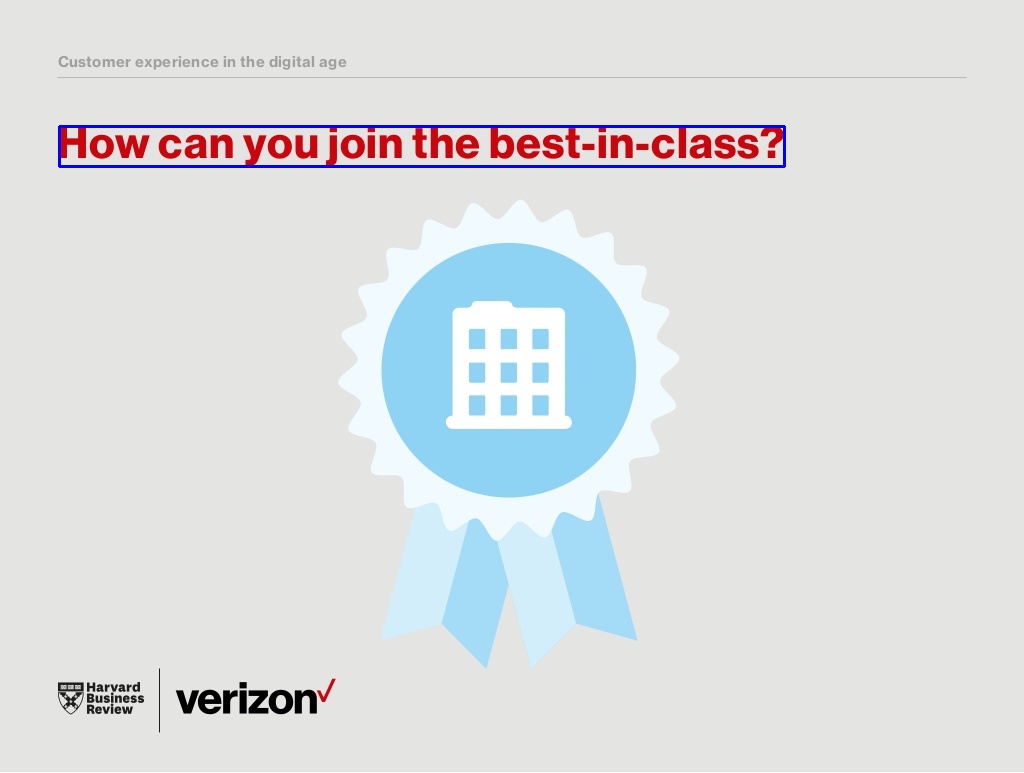 Customer experience in the digital age
How can you join the best-in-class?
Harvard
Business
Review
verizon